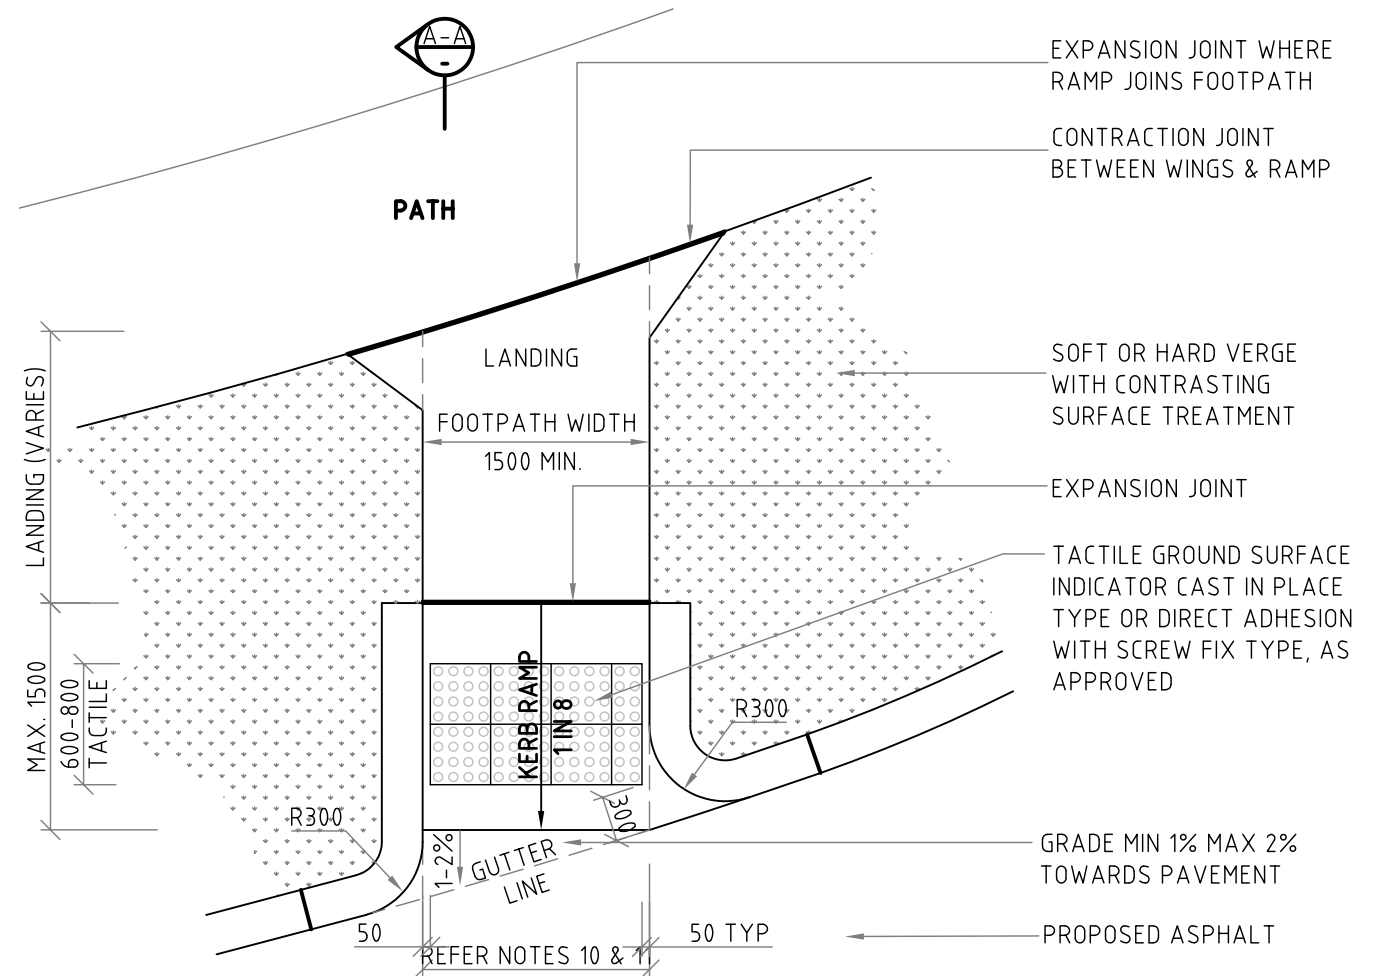 A-A
-
EXPANSION JOINT WHERE
RAMP JOINS FOOTPATH
CONTRACTION JOINT
BETWEEN WINGS & RAMP
PATH
LANDING
SOFT OR HARD VERGE
WITH CONTRASTING
SURFACE TREATMENT
FOOTPATH WIDTH
1500 MIN.
LANDING (VARIES)
EXPANSION JOINT
TACTILE GROUND SURFACE
INDICATOR CAST IN PLACE
TYPE OR DIRECT ADHESION
WITH SCREW FIX TYPE, AS
APPROVED
MAX. 1500
600-800
TACTILE
KERB RAMP
1 IN 8
R300
R300
300
1-2%
GUTTER
LINE
GRADE MIN 1% MAX 2%
TOWARDS PAVEMENT
50
50 TYP
PROPOSED ASPHALT
REFER NOTES 10 &